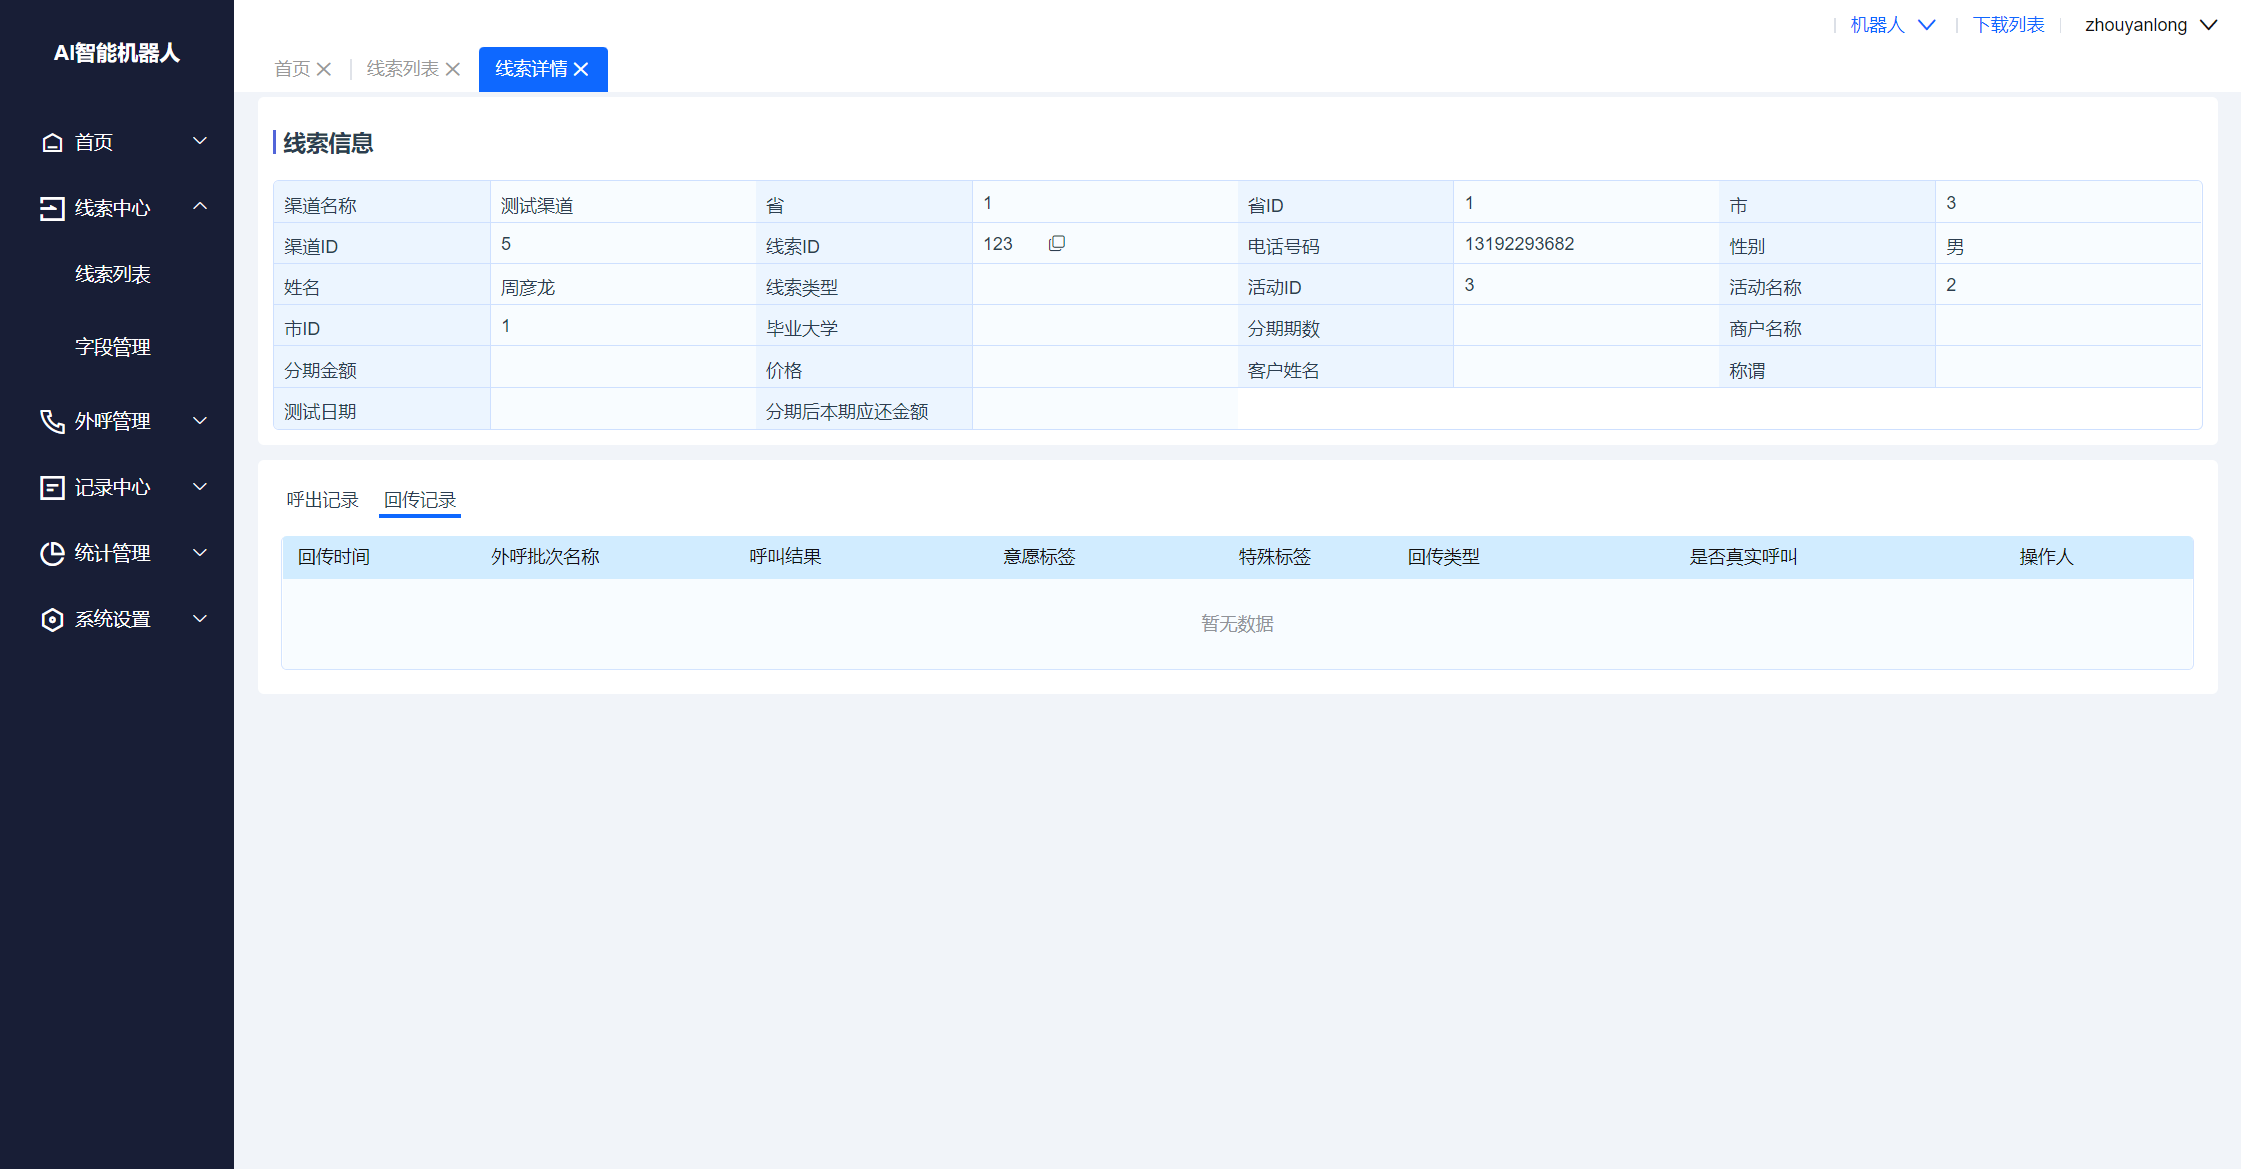 AI智能机器人
首页
线索中心
线索列表
字段管理
外呼管理
记录中心
统计管理
系统设置
机器人 下载列表 zhouyanlong
首页 线索列表 线索详情
线索信息
渠道名称 测试渠道 省 1 省ID 1 市 3
渠道ID 5 线索ID 123 电话号码 13192293682 性别 男
姓名 周彦龙 线索类型 活动ID 3 活动名称 2
市ID 1 毕业大学 分期期数 商户名称
分期金额 价格 客户姓名 称谓
测试日期 分期后本期应还金额
呼出记录 回传记录
回传时间 外呼批次名称 呼叫结果 意愿标签 特殊标签 回传类型 是否真实呼叫 操作人
暂无数据